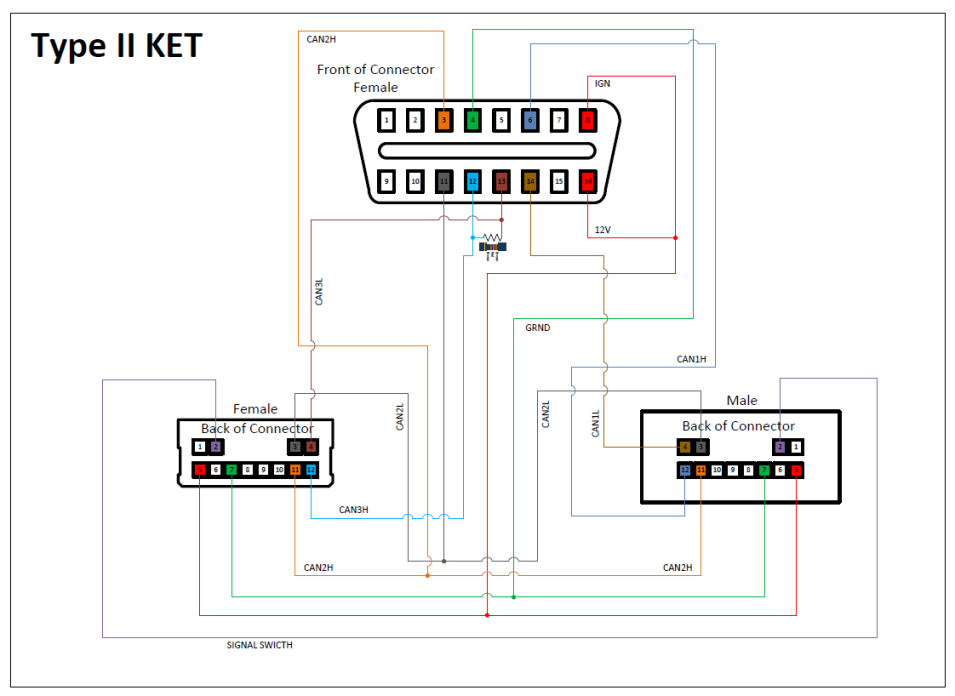 Type II KET
CAN2H
Front of Connector
Female
IGN
1 2 3 4 5 6 7 8
9 10 11 12 13 14 15 16
12V
CAN3L
GRND
CAN1H
Female
Back of Connector
1 2 3 4
5 6 7 8 9 10 11 12
CAN2L
CAN2L
CAN1L
Male
Back of Connector
4 3 2 1
12 11 10 9 8 7 6 5
CAN3H
CAN2H
CAN2H
SIGNAL SWICTH